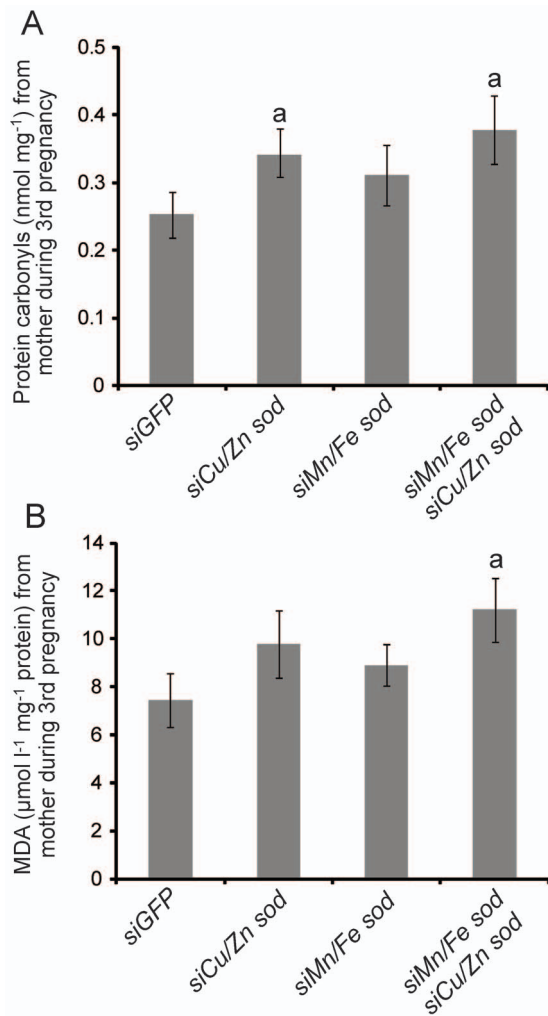 A
Protein carbonyls (nmol mg⁻¹) from
mother during 3rd pregnancy
0.5
0.4
0.3
0.2
0.1
0
a
a
siGFP
siCu/Zn sod
siMn/Fe sod
siMn/Fe sod
siCu/Zn sod
B
MDA (µmol l⁻¹ mg⁻¹ protein) from
mother during 3rd pregnancy
14
12
10
8
6
4
2
0
a
siGFP
siCu/Zn sod
siMn/Fe sod
siMn/Fe sod
siCu/Zn sod